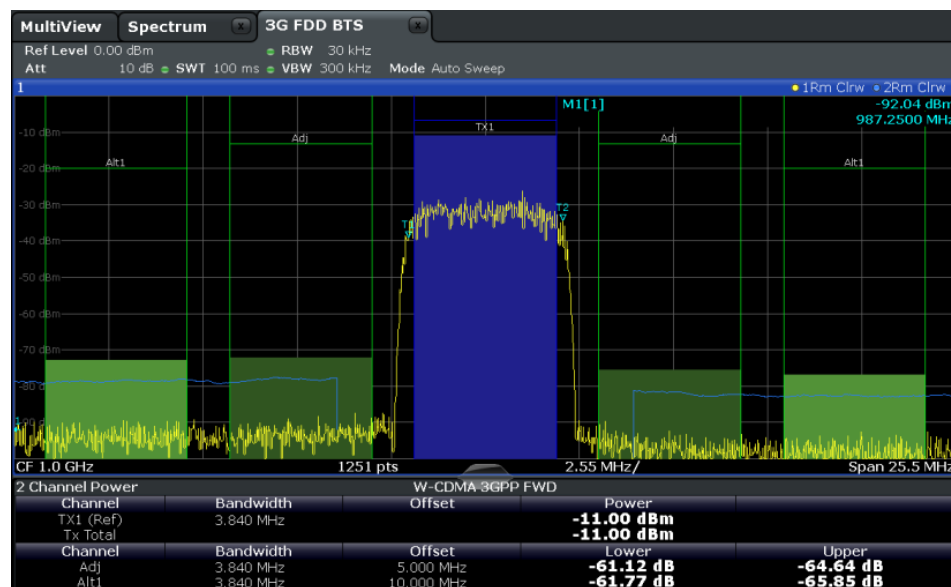 MultiView Spectrum x 3G FDD BTS x
Ref Level 0.00 dBm RBW 30 kHz
Att 10 dB SWT 100 ms VBW 300 kHz Mode Auto Sweep
1 1Rm Clrw 2Rm Clrw
M1[1] -92.04 dBm
987.2500 MHz
TX1
-10 dBm
Adj Adj
Alt1 Alt1
-20 dBm
-30 dBm
T2
-40 dBm
-50 dBm
-60 dBm
-70 dBm
CF 1.0 GHz 1251 pts 2.55 MHz/ Span 25.5 MHz
2 Channel Power W-CDMA 3GPP FWD
Channel Bandwidth Offset Power
TX1 (Ref) 3.840 MHz -11.00 dBm
Tx Total -11.00 dBm
Channel Bandwidth Offset Lower Upper
Adj 3.840 MHz 5.000 MHz -61.12 dB -64.64 dB
Alt1 3.840 MHz 10.000 MHz -61.77 dB -65.85 dB